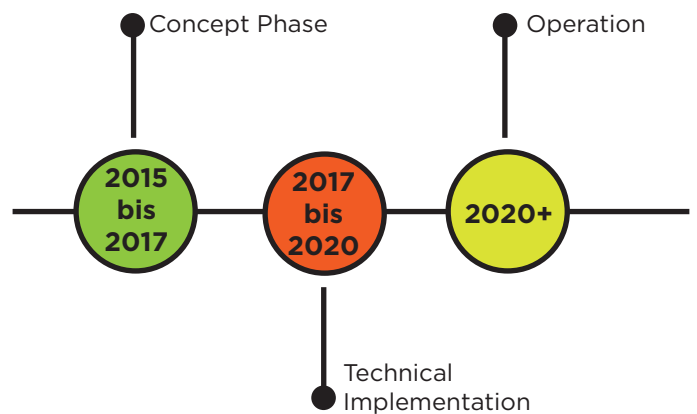 Concept Phase
Operation
2015
bis
2017
2017
bis
2020
2020+
Technical
Implementation